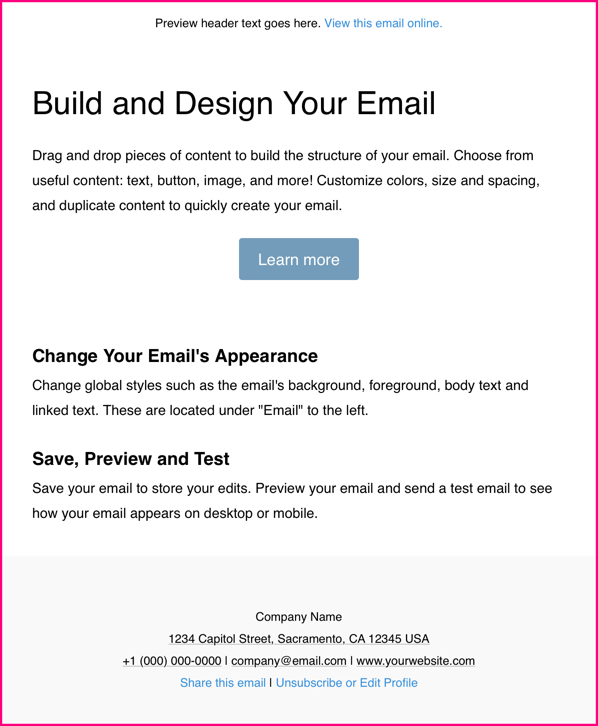 Preview header text goes here. View this email online.
Build and Design Your Email
Drag and drop pieces of content to build the structure of your email. Choose from
useful content: text, button, image, and more! Customize colors, size and spacing,
and duplicate content to quickly create your email.
Learn more
Change Your Email's Appearance
Change global styles such as the email's background, foreground, body text and
linked text. These are located under "Email" to the left.
Save, Preview and Test
Save your email to store your edits. Preview your email and send a test email to see
how your email appears on desktop or mobile.
Company Name
1234 Capitol Street, Sacramento, CA 12345 USA
+1 (000) 000-0000 | company@email.com | www.yourwebsite.com
Share this email | Unsubscribe or Edit Profile